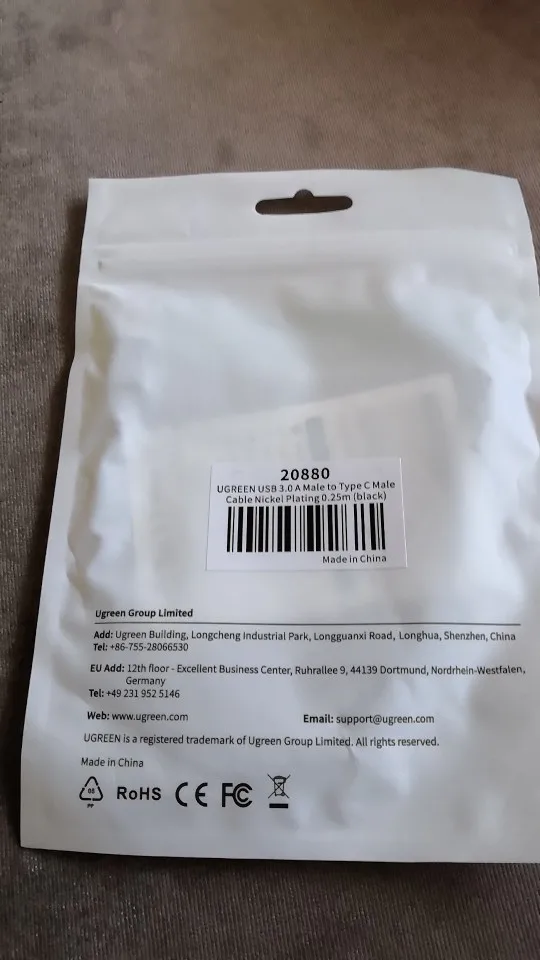 20880
UGREEN USB 3.0 A Male to Type C Male
Cable Nickel Plating 0.25m (black)
Made in China
Ugreen Group Limited
Add: Ugreen Building, Longcheng Industrial Park, Longguanxi Road, Longhua, Shenzhen, China
Tel: +86-755-28066530
EU Add: 12th floor - Excellent Business Center, Ruhrallee 9, 44139 Dortmund, Nordrhein-Westfalen,
Germany
Tel: +49 231 952 5146
Web: www.ugreen.com Email: support@ugreen.com
UGREEN is a registered trademark of Ugreen Group Limited. All rights reserved.
Made in China
05 RoHS CE FC
PP